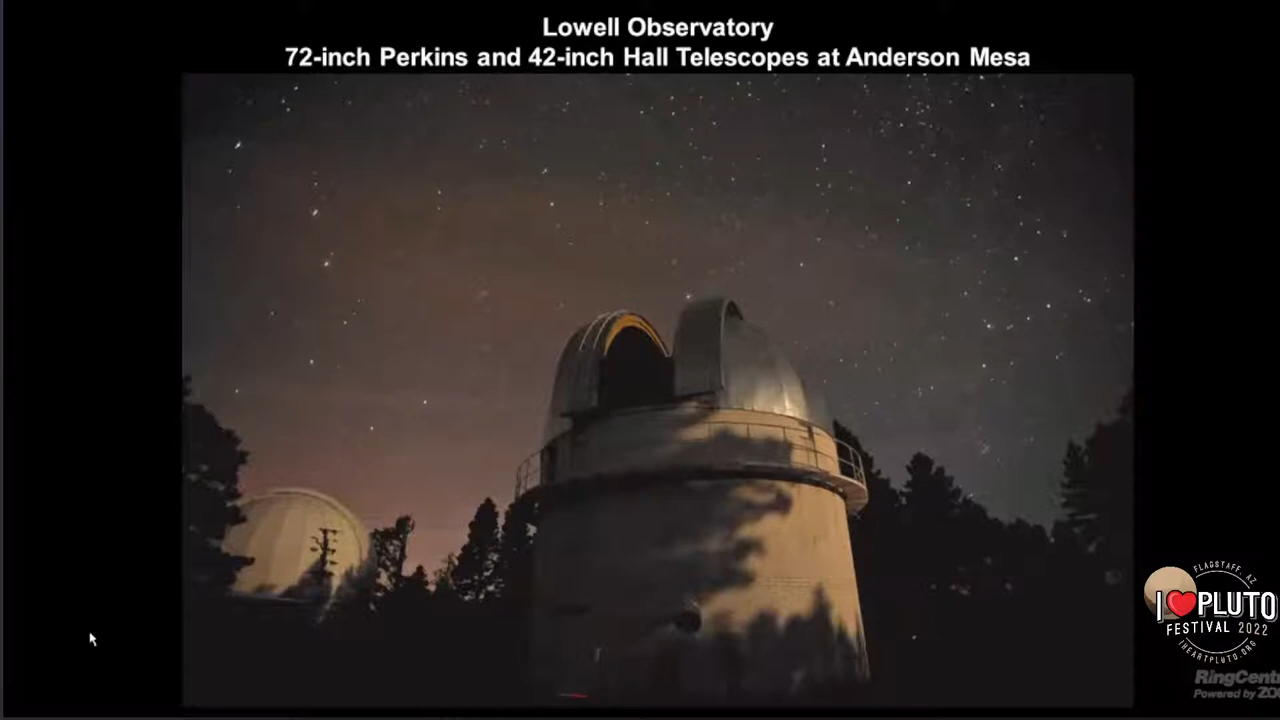 Lowell Observatory
72-inch Perkins and 42-inch Hall Telescopes at Anderson Mesa
FLAGSTAFF, AZ
I PLUTO
FESTIVAL 2022
IHEARTPLUTO.ORG
RingCent
Powered by ZO